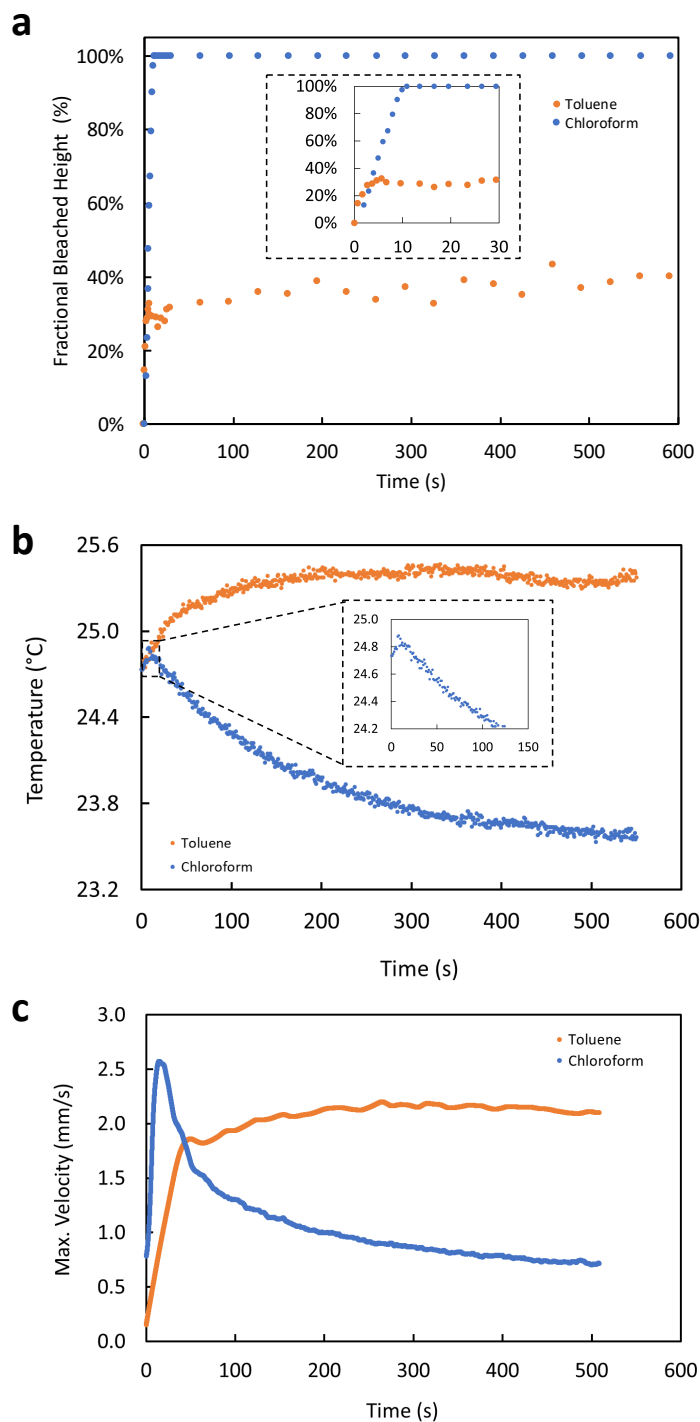 a
Fractional Bleached Height (%)
100%
80%
60%
40%
20%
0%
0 100 200 300 400 500 600
Time (s)
100%
80%
60%
40%
20%
0%
0 10 20 30
Toluene
Chloroform
b
Temperature (°C)
25.6
25.0
24.4
23.8
23.2
0 100 200 300 400 500 600
Time (s)
25.0
24.8
24.6
24.4
24.2
0 50 100 150
Toluene
Chloroform
c
Max. Velocity (mm/s)
3.0
2.5
2.0
1.5
1.0
0.5
0.0
0 100 200 300 400 500 600
Time (s)
Toluene
Chloroform